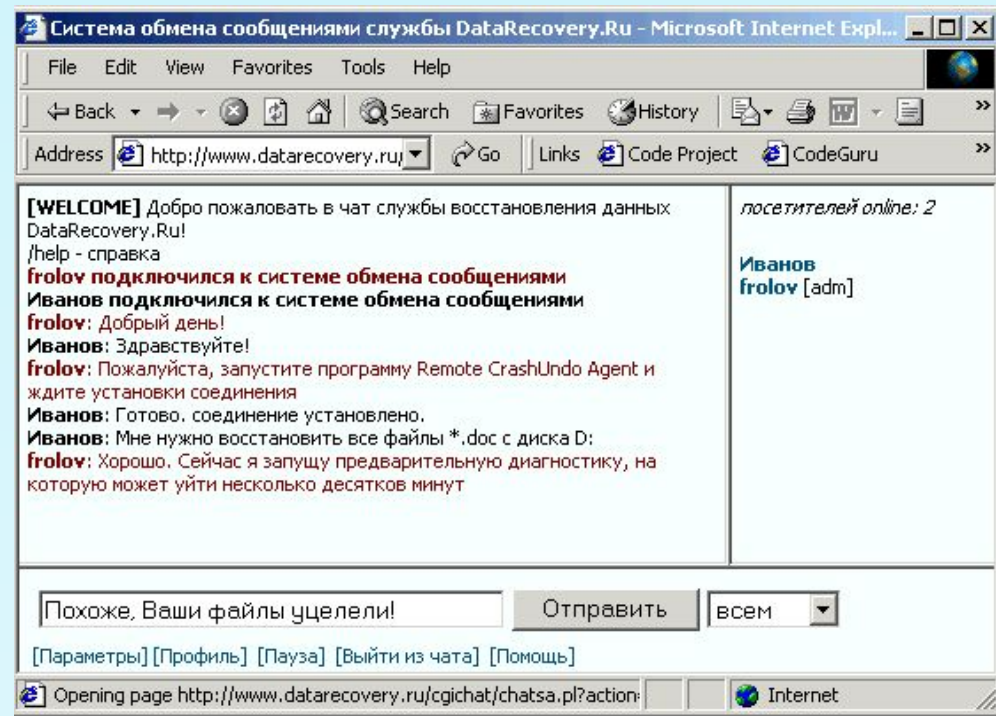 Система обмена сообщениями службы DataRecovery.Ru - Microsoft Internet Expl...
File Edit View Favorites Tools Help
Back Search Favorites History »
Address http://www.datarecovery.ru/ Go Links Code Project CodeGuru »
[WELCOME] Добро пожаловать в чат службы восстановления данных
DataRecovery.Ru!
/help - справка
frolov подключился к системе обмена сообщениями
Иванов подключился к системе обмена сообщениями
frolov: Добрый день!
Иванов: Здравствуйте!
frolov: Пожалуйста, запустите программу Remote CrashUndo Agent и
ждите установки соединения
Иванов: Готово. соединение установлено.
Иванов: Мне нужно восстановить все файлы *.doc с диска D:
frolov: Хорошо. Сейчас я запущу предварительную диагностику, на
которую может уйти несколько десятков минут
посетителей online: 2
Иванов
frolov [adm]
Похоже, Ваши файлы уцелели! Отправить всем
[Параметры] [Профиль] [Пауза] [Выйти из чата] [Помощь]
Opening page http://www.datarecovery.ru/cgichat/chatsa.pl?action= Internet